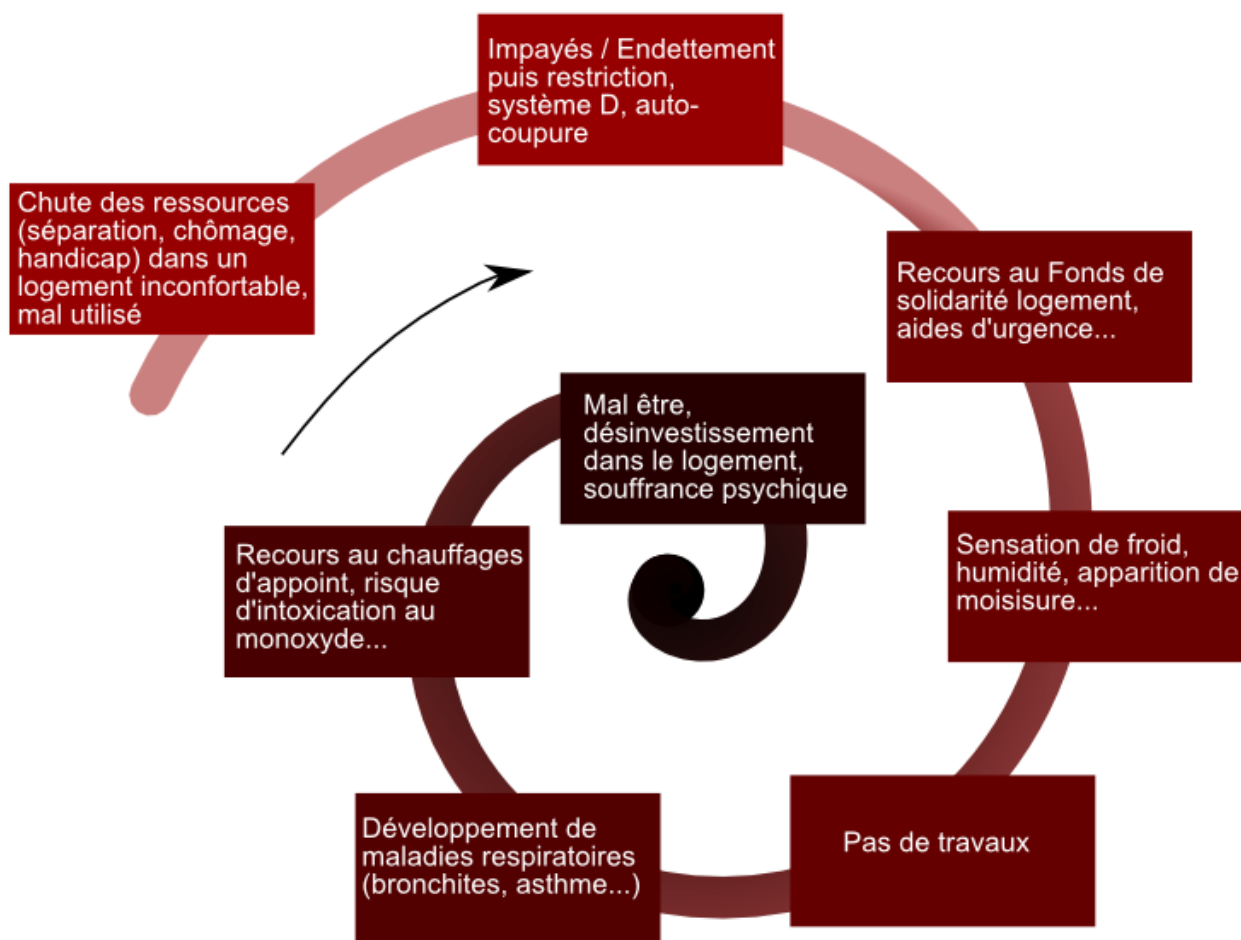 Impayés / Endettement
puis restriction,
système D, auto-
coupure
Chute des ressources
(séparation, chômage,
handicap) dans un
logement inconfortable,
mal utilisé
Recours au Fonds de
solidarité logement,
aides d'urgence...
Mal être,
désinvestissement
dans le logement,
souffrance psychique
Sensation de froid,
humidité, apparition de
moisisure...
Recours au chauffages
d'appoint, risque
d'intoxication au
monoxyde...
Pas de travaux
Développement de
maladies respiratoires
(bronchites, asthme...)